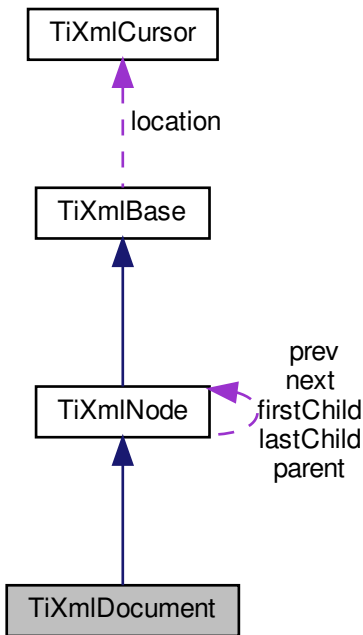 TiXmlCursor
location
TiXmlBase
prev
next
firstChild
lastChild
parent
TiXmlNode
TiXmlDocument